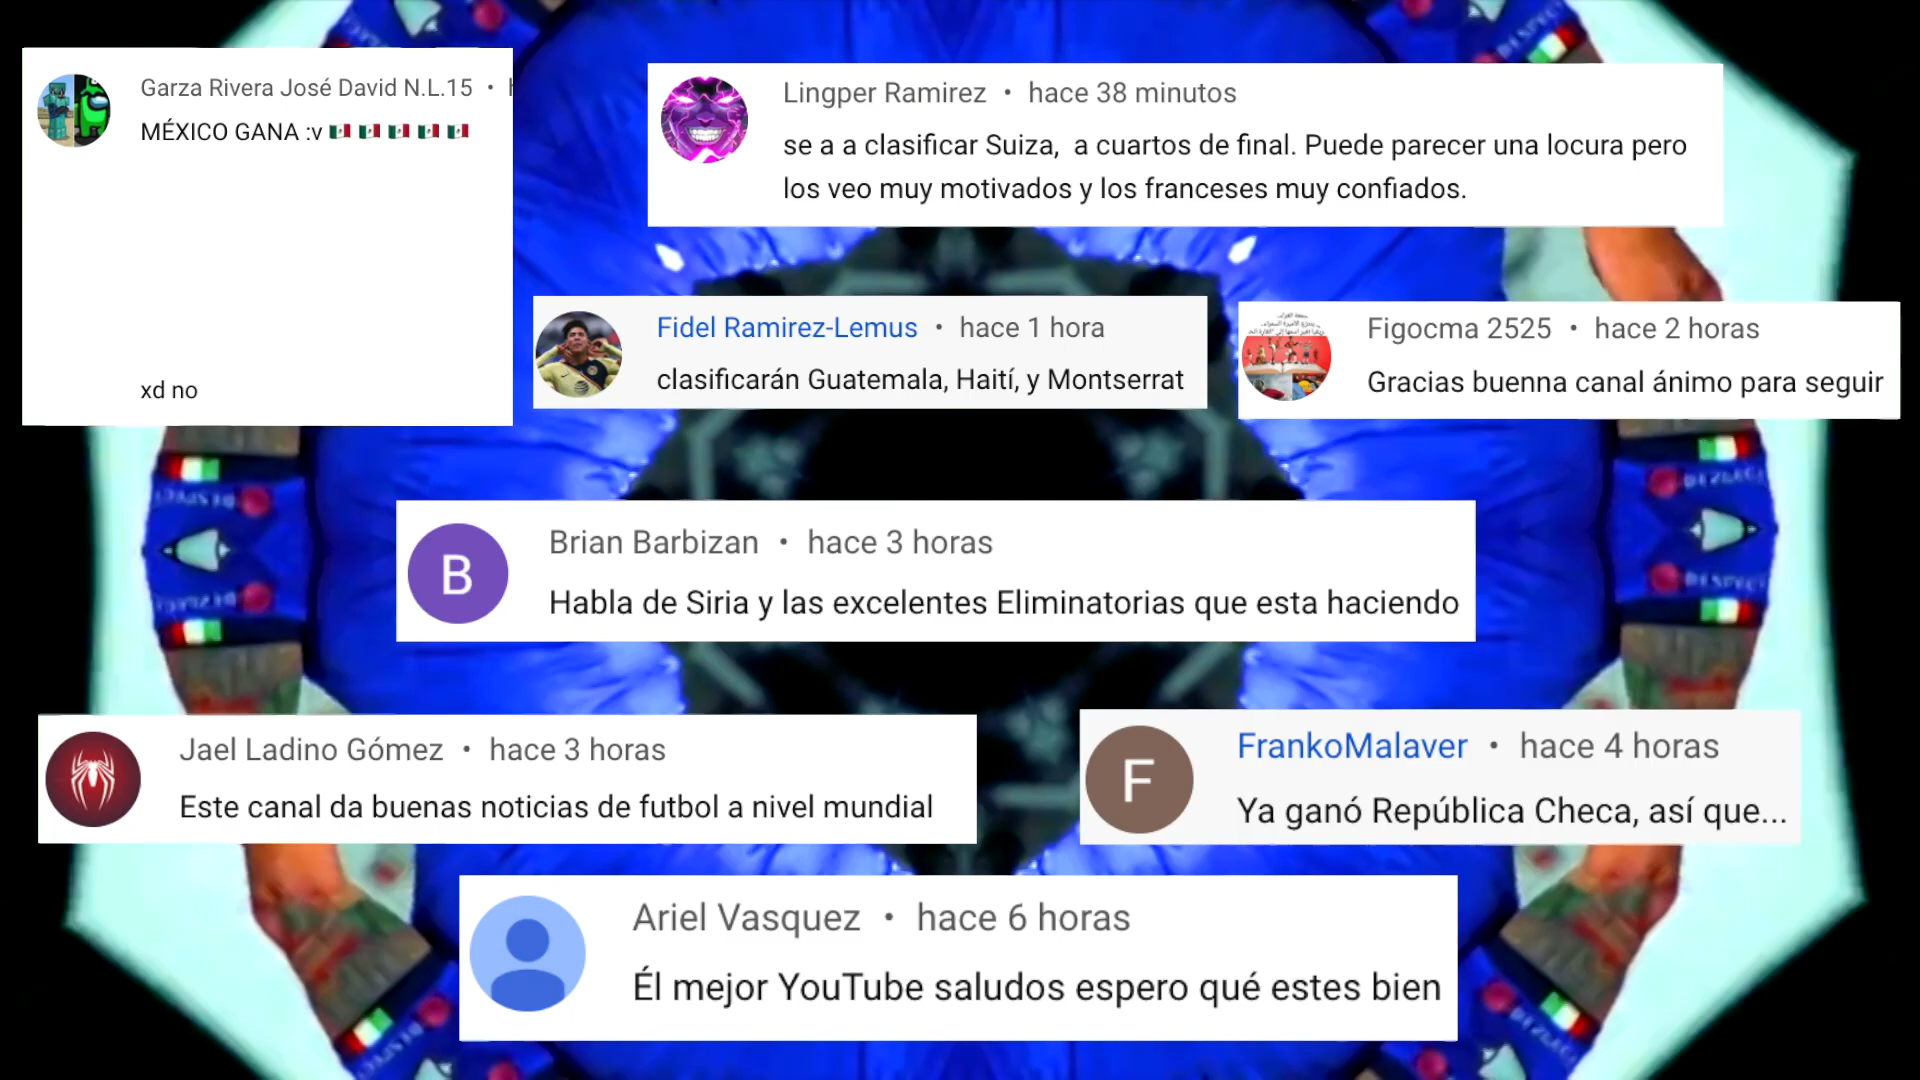 Garza Rivera José David N.L.15 •
MÉXICO GANA :v 🇲🇽 🇲🇽 🇲🇽 🇲🇽 🇲🇽
xd no
Lingper Ramirez • hace 38 minutos
se a a clasificar Suiza, a cuartos de final. Puede parecer una locura pero
los veo muy motivados y los franceses muy confiados.
Fidel Ramirez-Lemus • hace 1 hora
clasificarán Guatemala, Haití, y Montserrat
Figocma 2525 • hace 2 horas
Gracias buenna canal ánimo para seguir
Brian Barbizan • hace 3 horas
Habla de Siria y las excelentes Eliminatorias que esta haciendo
Jael Ladino Gómez • hace 3 horas
Este canal da buenas noticias de futbol a nivel mundial
FrankoMalaver • hace 4 horas
Ya ganó República Checa, así que...
Ariel Vasquez • hace 6 horas
Él mejor YouTube saludos espero qué estes bien
B
F
RESPECT